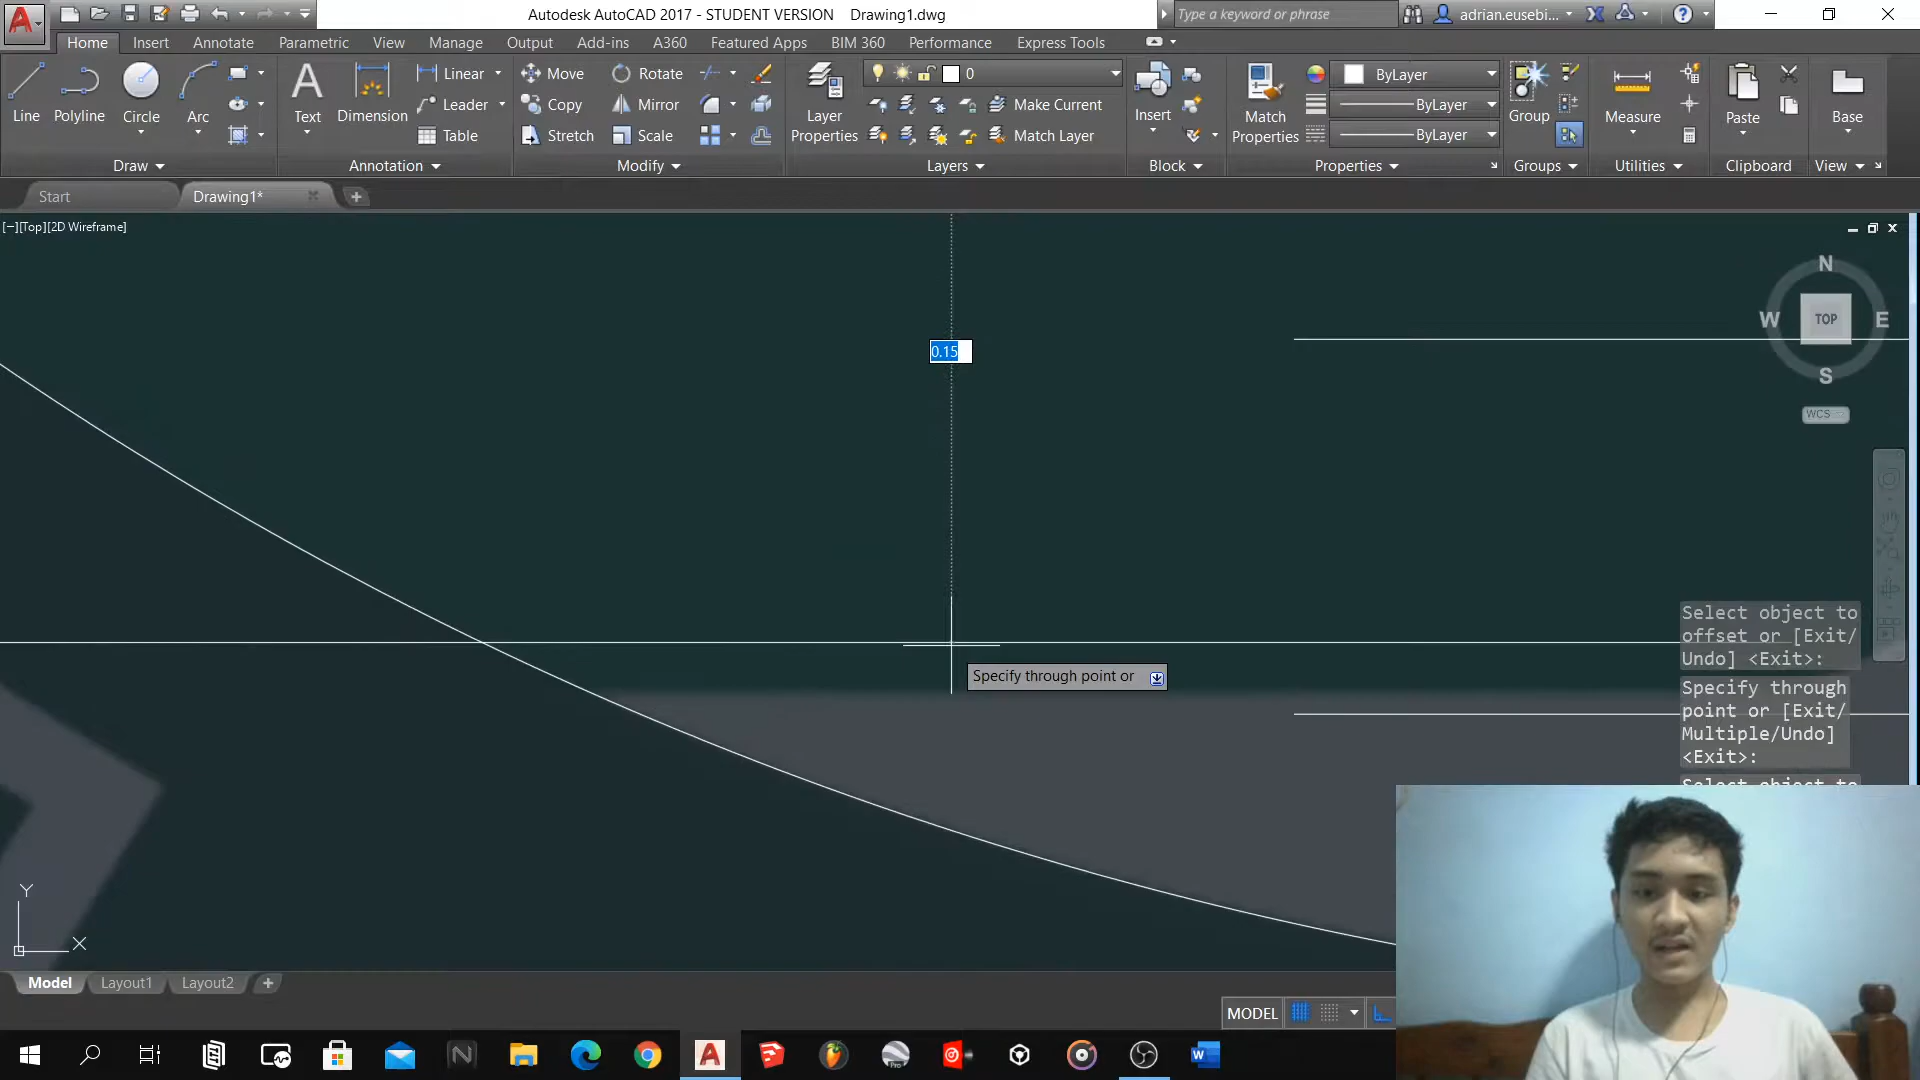 Autodesk AutoCAD 2017 - STUDENT VERSION    Drawing1.dwg
Type a keyword or phrase
adrian.eusebi...
Home Insert Annotate Parametric View Manage Output Add-ins A360 Featured Apps BIM 360 Performance Express Tools
Line Polyline Circle Arc
Text Dimension
Linear
Leader
Table
Move Rotate
Copy Mirror
Stretch Scale
Layer
Properties
0
Make Current
Match Layer
Insert
Match
Properties
ByLayer
ByLayer
ByLayer
Group
Measure
Paste
Base
Draw Annotation Modify Layers Block Properties Groups Utilities Clipboard View
Start Drawing1*
[−][Top][2D Wireframe]
N
W TOP E
S
WCS
0.15
Specify through point or
Select object to
offset or [Exit/
Undo] <Exit>:
Specify through
point or [Exit/
Multiple/Undo]
<Exit>:
Select object to
Y
X
Model Layout1 Layout2
MODEL